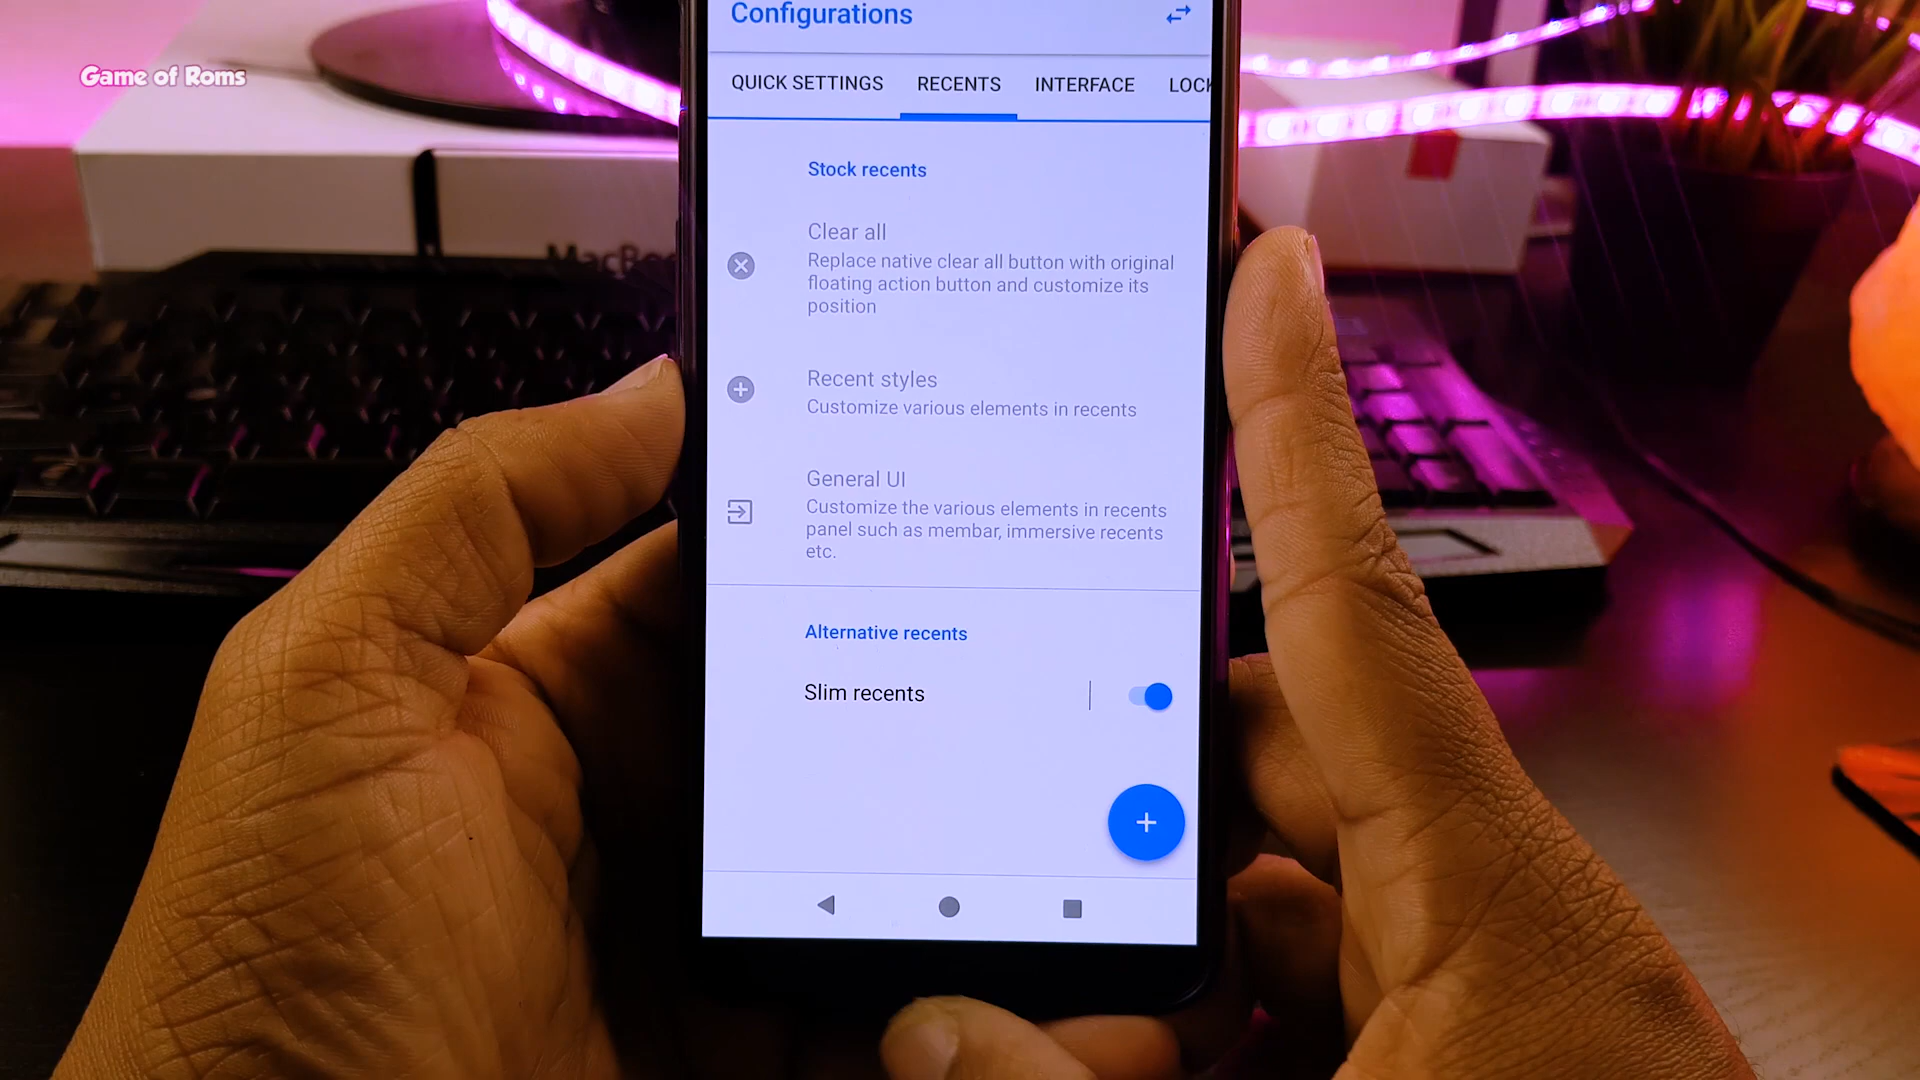 Game of Roms
Configurations
QUICK SETTINGS RECENTS INTERFACE LOCK
Stock recents
Clear all
Replace native clear all button with original
floating action button and customize its
position
Recent styles
Customize various elements in recents
General UI
Customize the various elements in recents
panel such as membar, immersive recents
etc.
Alternative recents
Slim recents